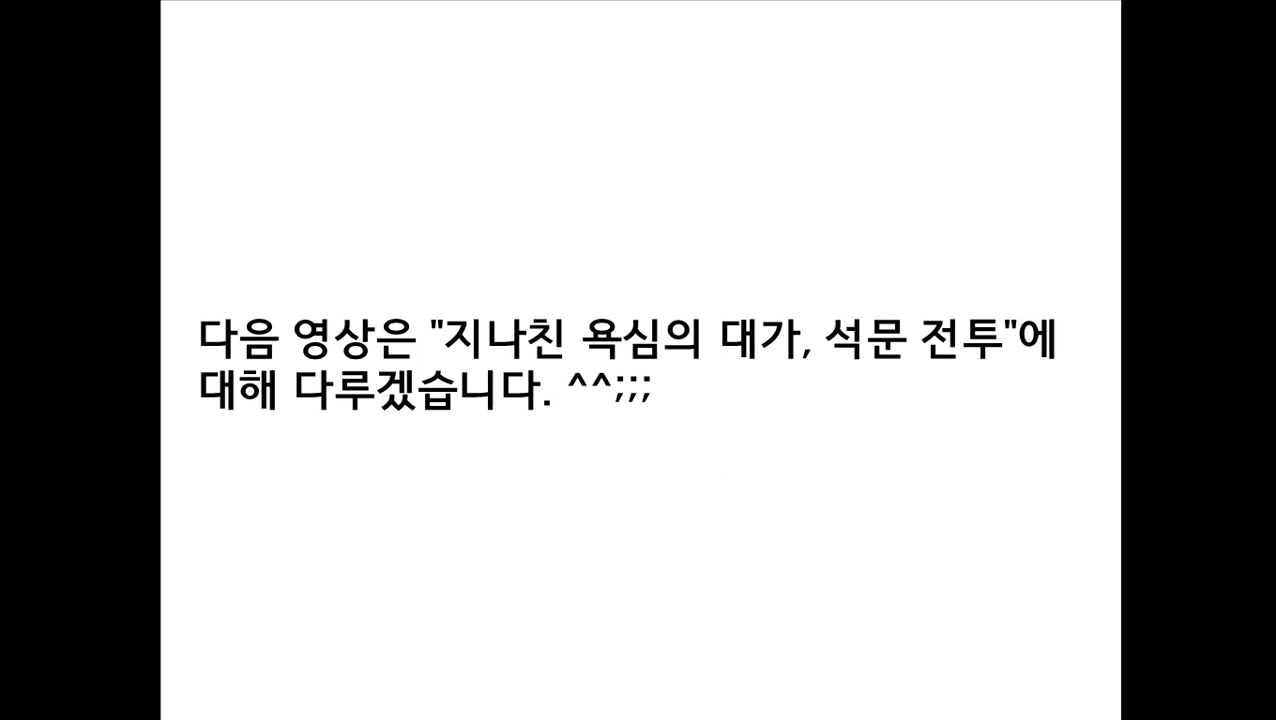 다음 영상은 "지나친 욕심의 대가, 석문 전투"에
대해 다루겠습니다. ^^;;;